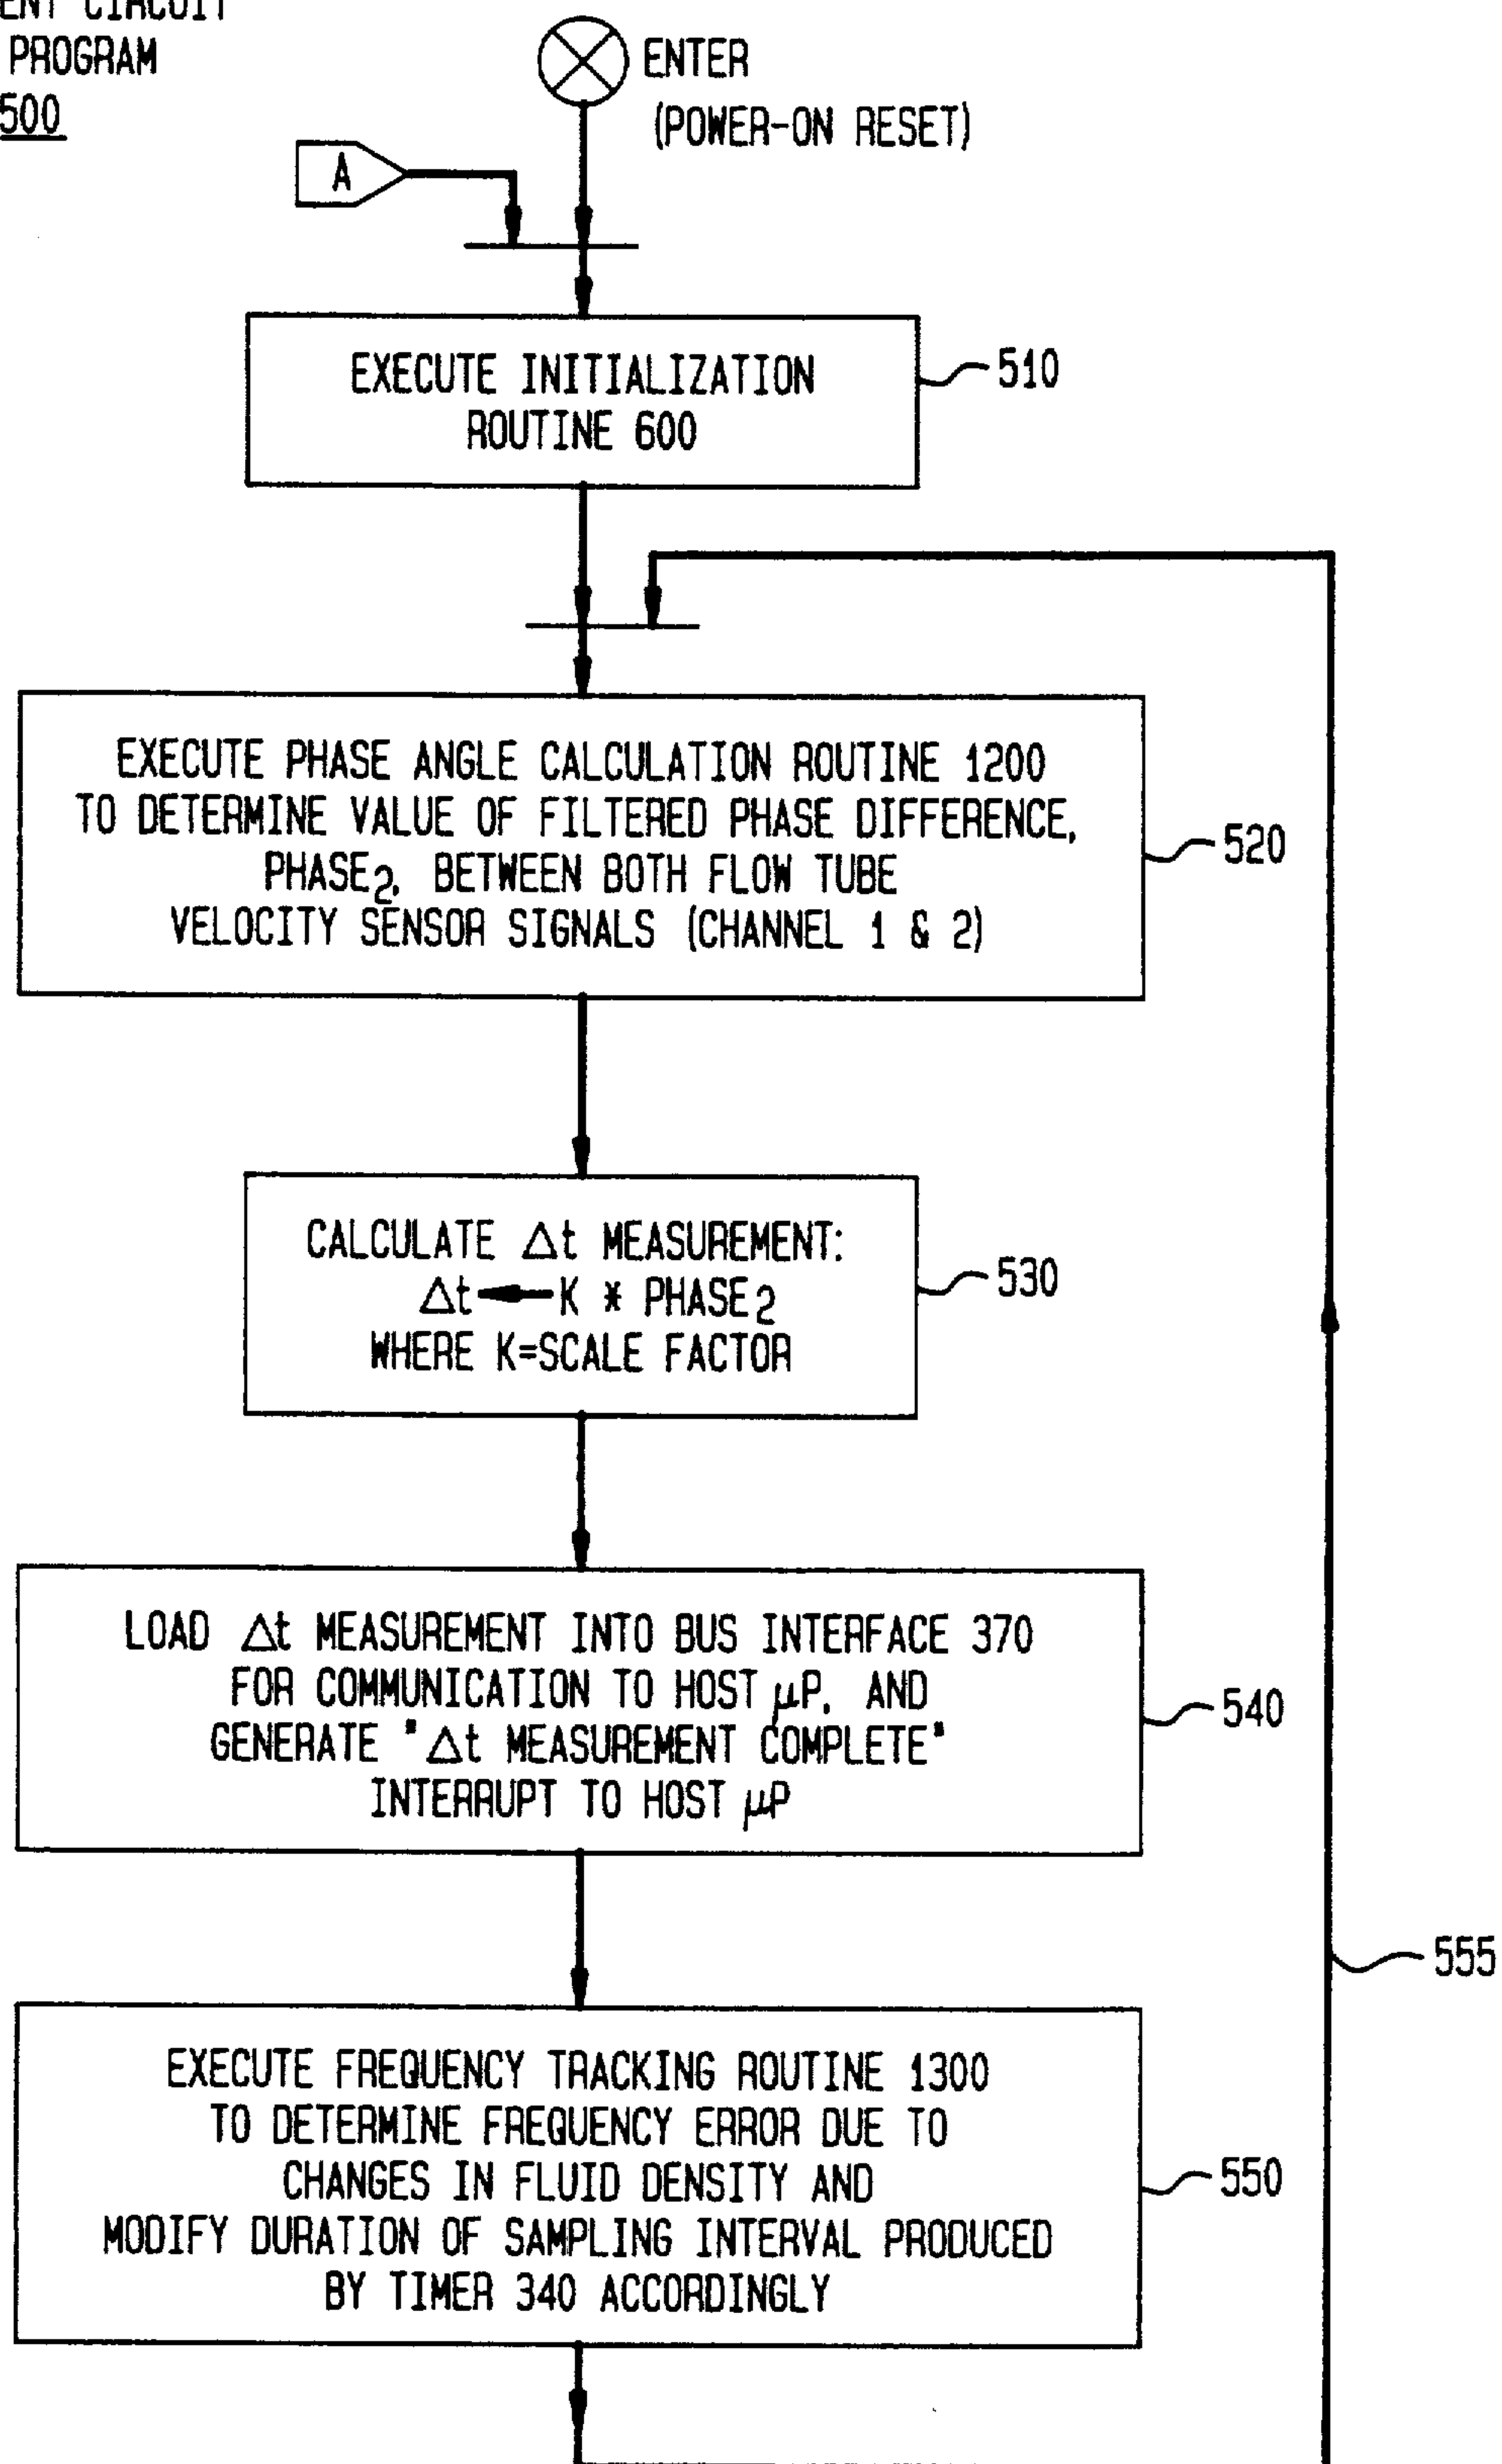 CIRCUIT
PROGRAM
500
ENTER
(POWER-ON RESET)
A
EXECUTE INITIALIZATION
ROUTINE 600
510
EXECUTE PHASE ANGLE CALCULATION ROUTINE 1200
TO DETERMINE VALUE OF FILTERED PHASE DIFFERENCE,
PHASE₂, BETWEEN BOTH FLOW TUBE
VELOCITY SENSOR SIGNALS (CHANNEL 1 & 2)
520
CALCULATE Δt MEASUREMENT:
Δt ← K * PHASE₂
WHERE K=SCALE FACTOR
530
LOAD Δt MEASUREMENT INTO BUS INTERFACE 370
FOR COMMUNICATION TO HOST μP, AND
GENERATE "Δt MEASUREMENT COMPLETE"
INTERRUPT TO HOST μP
540
555
EXECUTE FREQUENCY TRACKING ROUTINE 1300
TO DETERMINE FREQUENCY ERROR DUE TO
CHANGES IN FLUID DENSITY AND
MODIFY DURATION OF SAMPLING INTERVAL PRODUCED
BY TIMER 340 ACCORDINGLY
550